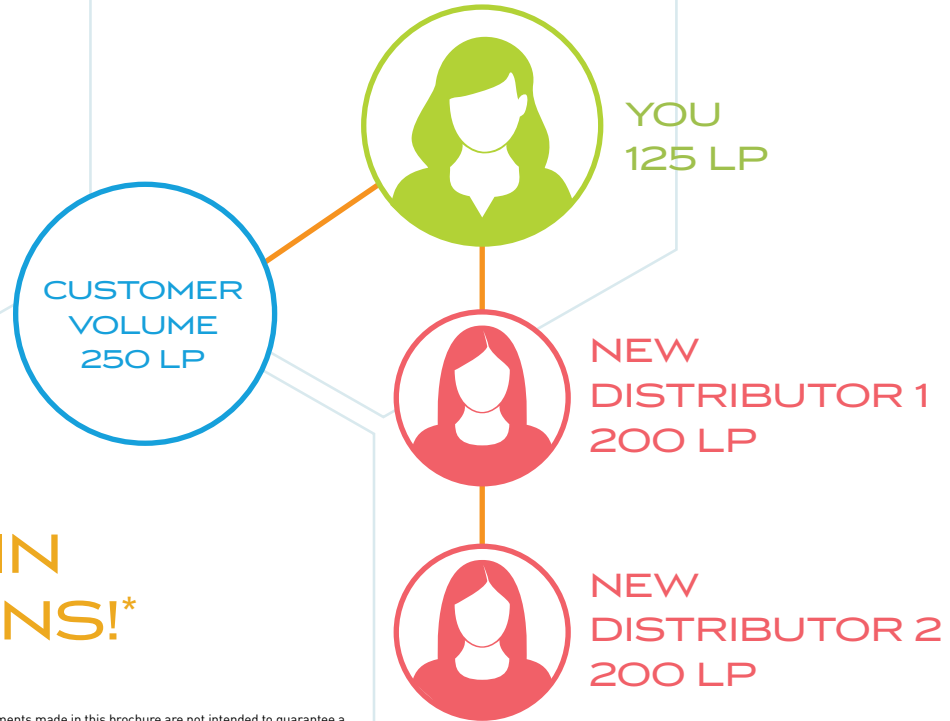 YOU
125 LP
CUSTOMER
VOLUME
250 LP
NEW
DISTRIBUTOR 1
200 LP
IN
NS!*
NEW
DISTRIBUTOR 2
200 LP
made in this brochure are not intended to guarantee a